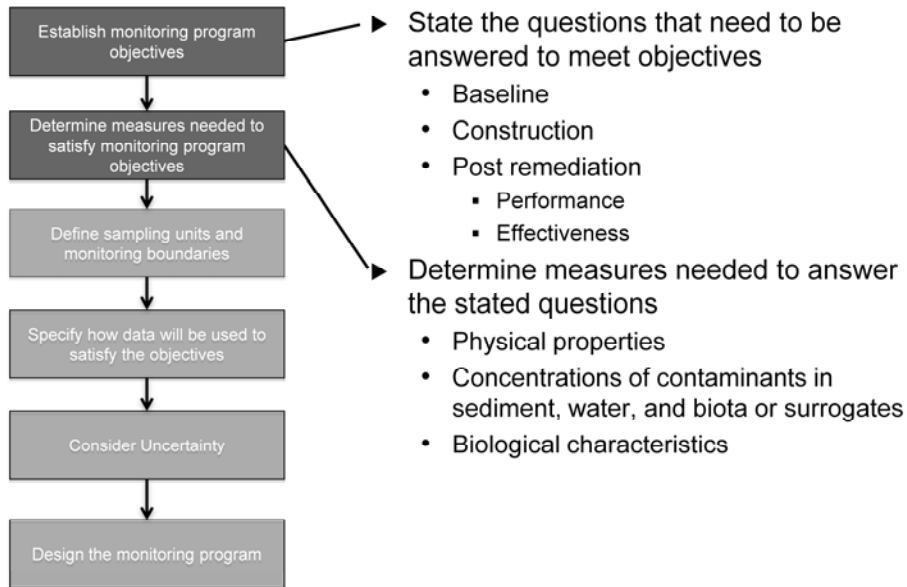 Establish monitoring program
objectives
Determine measures needed to
satisfy monitoring program
objectives
Define sampling units and
monitoring boundaries
Specify how data will be used to
satisfy the objectives
Consider Uncertainty
Design the monitoring program
► State the questions that need to be
answered to meet objectives
• Baseline
• Construction
• Post remediation
▪ Performance
▪ Effectiveness
► Determine measures needed to answer
the stated questions
• Physical properties
• Concentrations of contaminants in
sediment, water, and biota or surrogates
• Biological characteristics